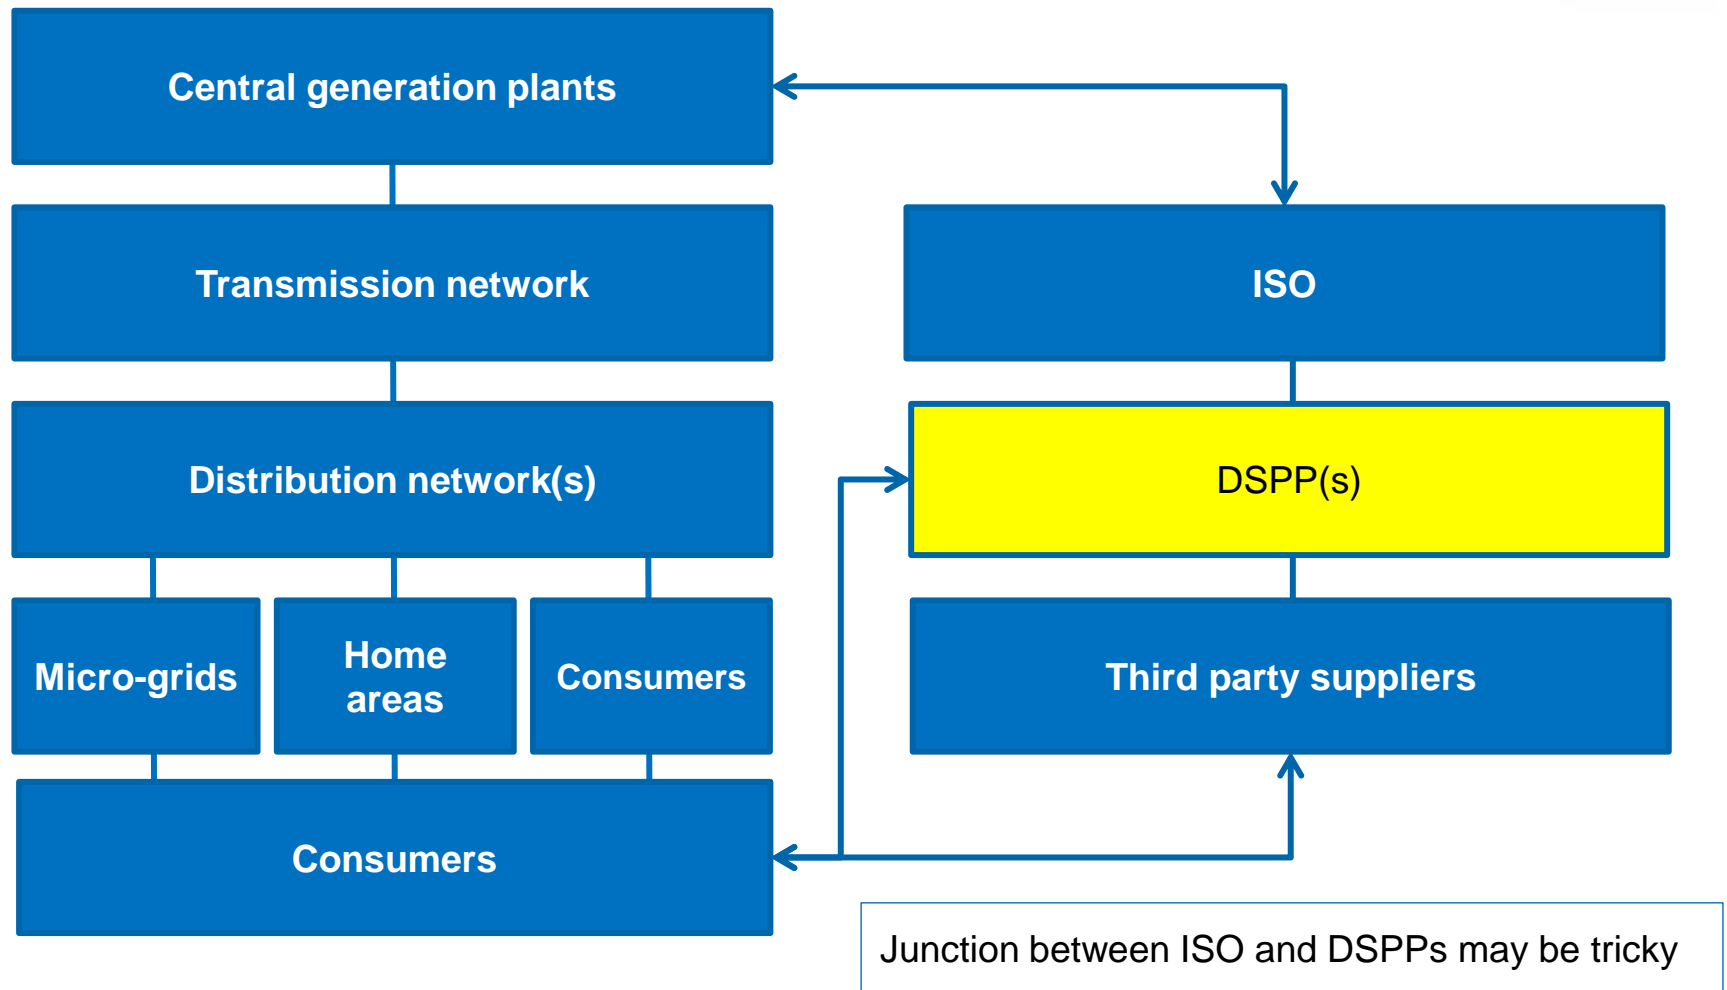 Central generation plants
Transmission network
ISO
Distribution network(s)
DSPP(s)
Micro-grids
Home
areas
Consumers
Third party suppliers
Consumers
Junction between ISO and DSPPs may be tricky